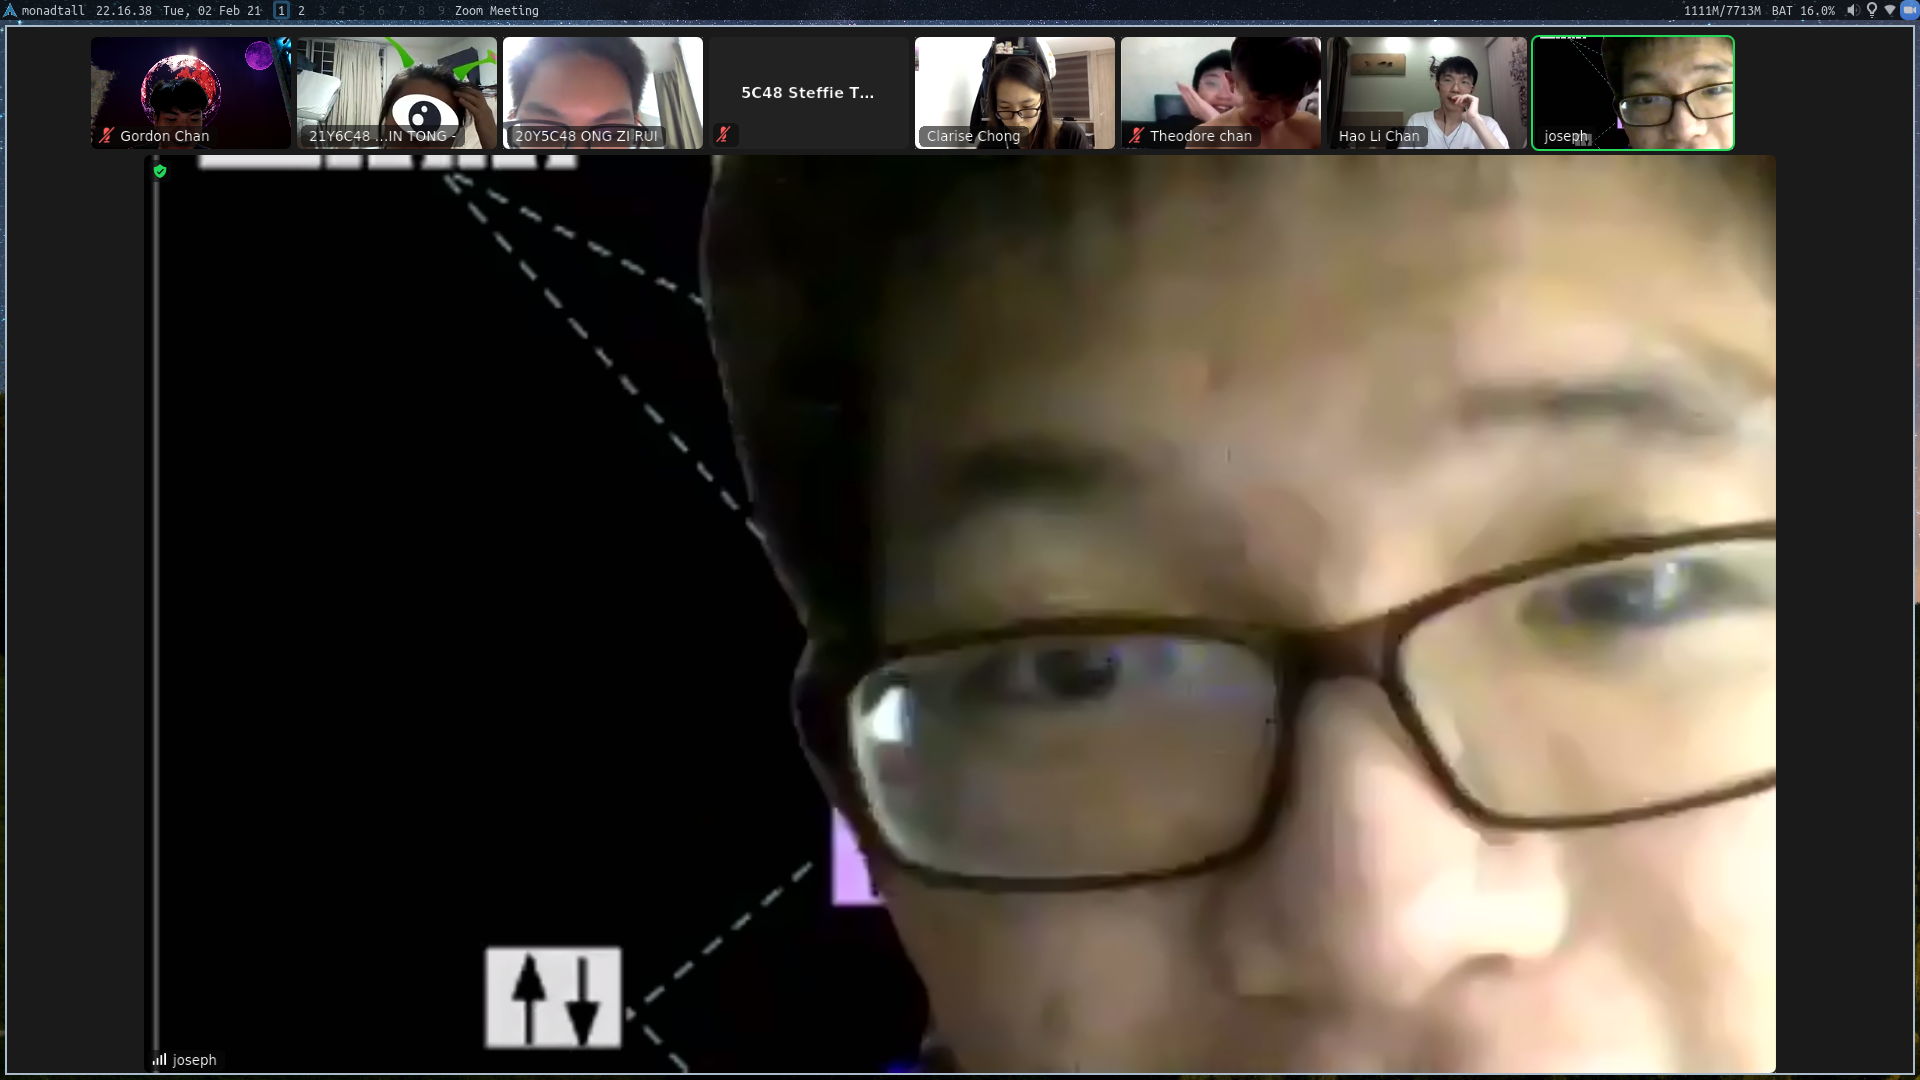 monadtall 22.16.38 Tue, 02 Feb 21 1 2 3 4 5 6 7 8 9 Zoom Meeting 1111M/7713M BAT 16.0%
Gordon Chan
21Y6C48 ...IN TONG -
20Y5C48 ONG ZI RUI
5C48 Steffie T...
Clarise Chong
Theodore chan
Hao Li Chan
joseph
joseph